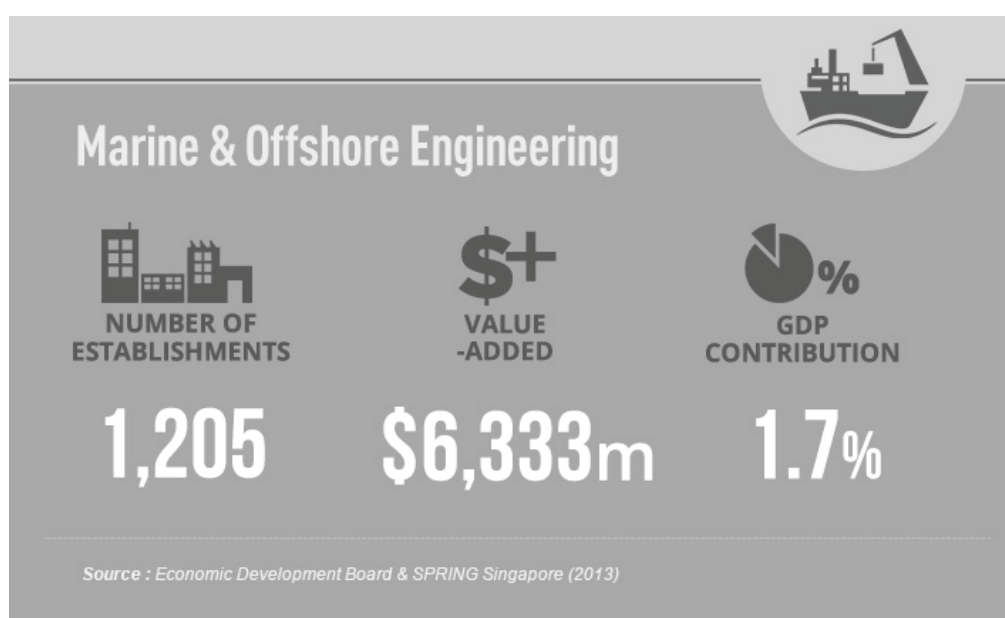 Marine & Offshore Engineering
$+
%
NUMBER OF
ESTABLISHMENTS
VALUE
-ADDED
GDP
CONTRIBUTION
1,205
$6,333m
1.7%
Source : Economic Development Board & SPRING Singapore (2013)